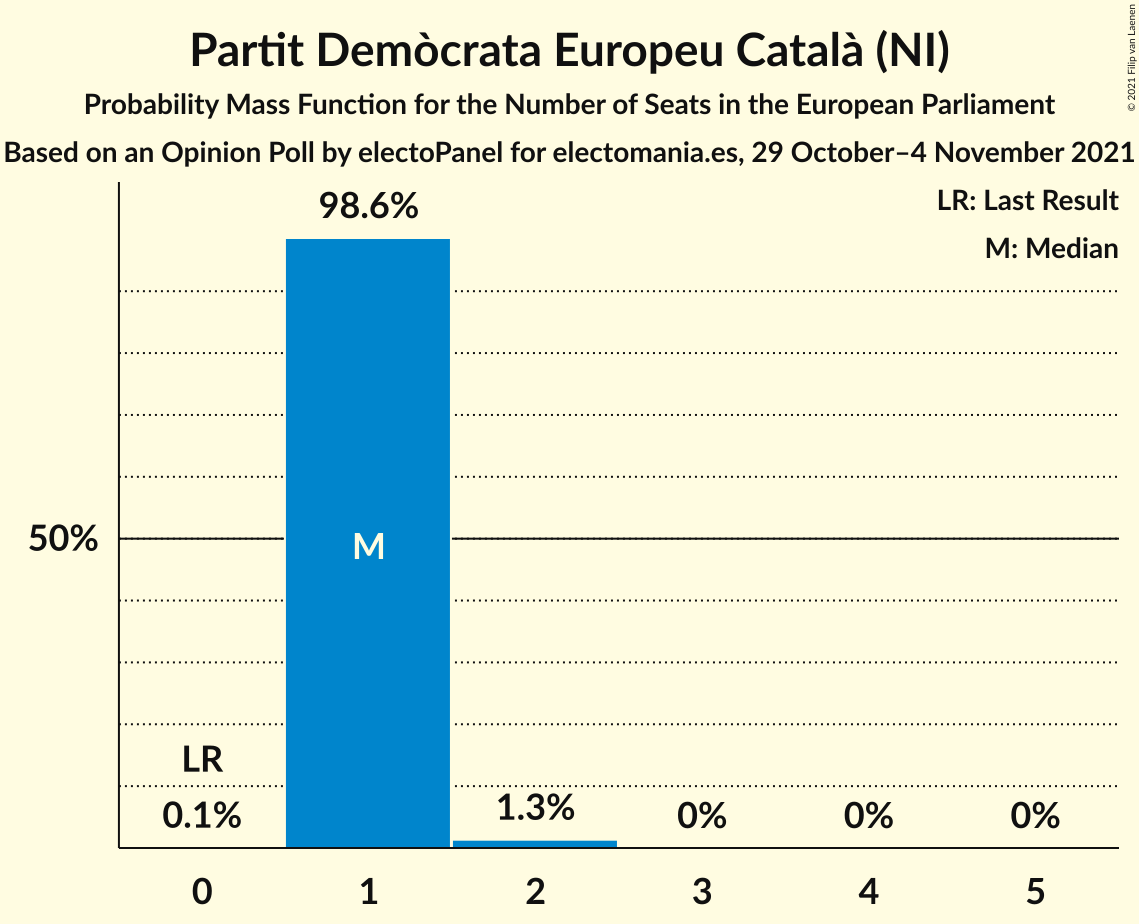 Partit Demòcrata Europeu Català (NI)
Probability Mass Function for the Number of Seats in the European Parliament
Based on an Opinion Poll by electoPanel for electomania.es, 29 October–4 November 2021
© 2021 Filip van Laenen
LR: Last Result
M: Median
98.6%
50%
M
LR
0.1%
1.3%
0%
0%
0%
0 1 2 3 4 5